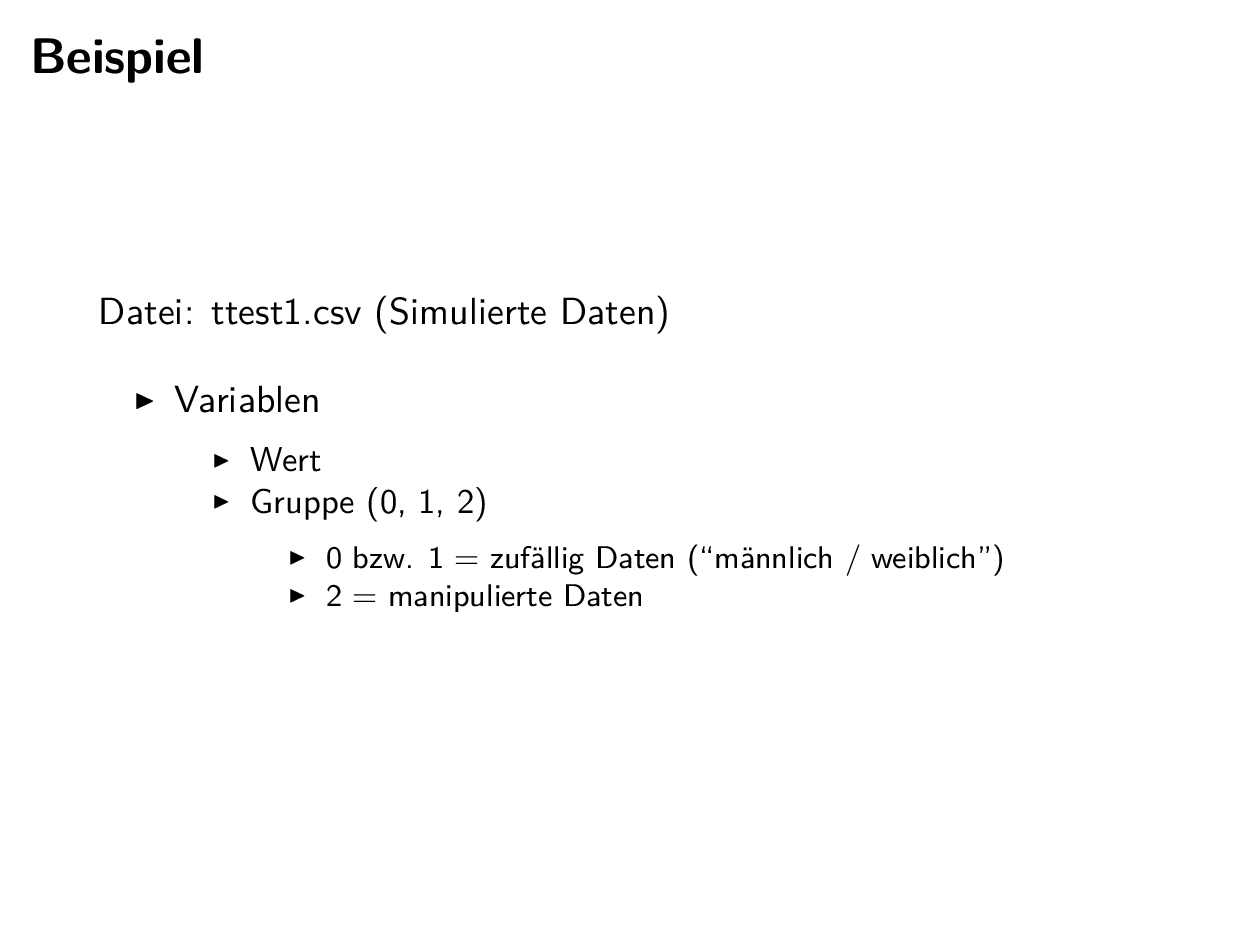 Beispiel
Datei: ttest1.csv (Simulierte Daten)
▶ Variablen
▶ Wert
▶ Gruppe (0, 1, 2)
▶ 0 bzw. 1 = zufällig Daten (“männlich / weiblich”)
▶ 2 = manipulierte Daten